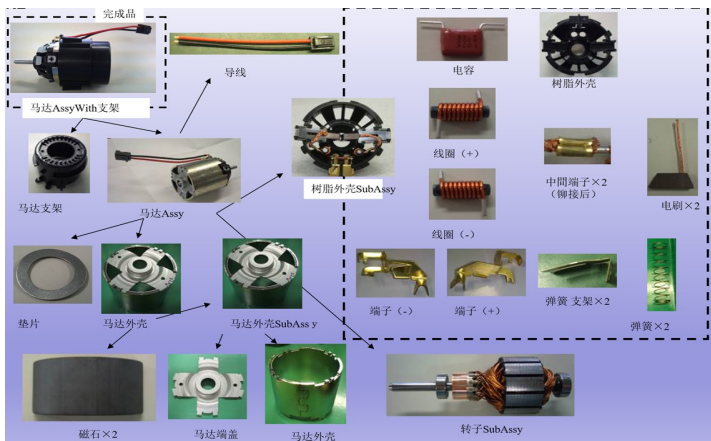 完成品
马达AssyWith支架
导线
电容
树脂外壳
线圈（+）
中間端子×2
（铆接后）
电刷×2
马达支架
马达Assy
树脂外壳SubAssy
线圈（-）
垫片
马达外壳
马达外壳SubAss y
端子（-）
端子（+）
弹簧 支架×2
弹簧×2
磁石×2
马达端盖
马达外壳
转子SubAssy